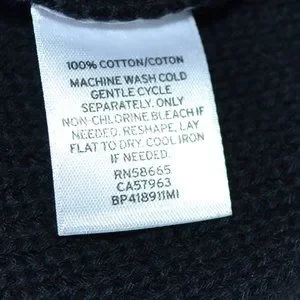 100% COTTON/COTON
MACHINE WASH COLD
GENTLE CYCLE
SEPARATELY. ONLY
NON-CHLORINE BLEACH IF
NEEDED. RESHAPE, LAY
FLAT TO DRY. COOL IRON
IF NEEDED.
RN58665
CA57963
BP418911MI